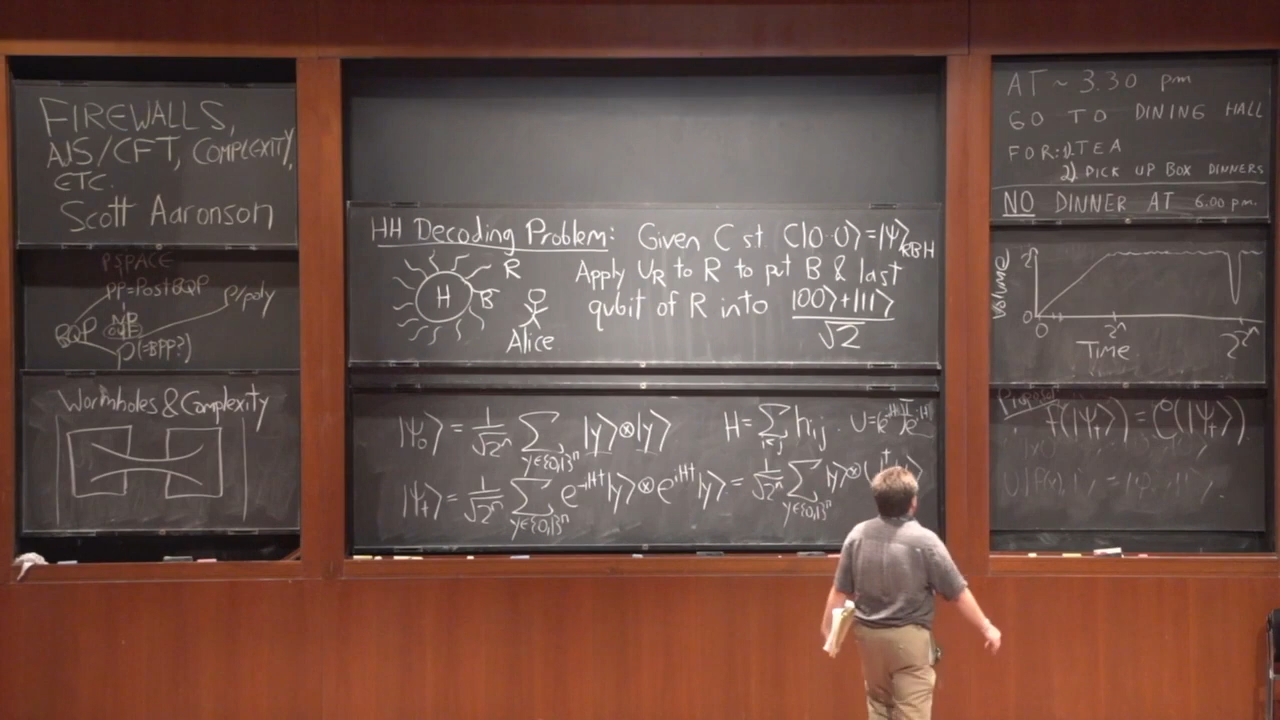 FIREWALLS,
AdS/CFT, COMPLEXITY,
ETC.
Scott Aaronson
PSPACE
PP=PostBQP
P/poly
BQP
NP
P(=BPP?)
Wormholes & Complexity
HH Decoding Problem: Given C st C|0..0⟩=|Ψ⟩RBH
Apply UR to R to put B & last
qubit of R into |00⟩+|11⟩/√2
H
R
B
Alice
|Ψ0⟩ = 1/√2ⁿ Σ y∈{0,1}ⁿ |y⟩⊗|y⟩ H=Σ i<j hij
|Ψt⟩ = 1/√2ⁿ Σ y∈{0,1}ⁿ e^-iHt|y⟩⊗e^iHt|y⟩ = 1/√2ⁿ Σ y∈{0,1}ⁿ |y⟩⊗
AT ~ 3.30 pm
GO TO DINING HALL
FOR: 1) TEA
2) PICK UP BOX DINNERS
NO DINNER AT 6.00 pm.
Volume
2ⁿ
0
0
2ⁿ
2^2ⁿ
Time
f(|Ψt⟩) = C(|Ψt⟩)